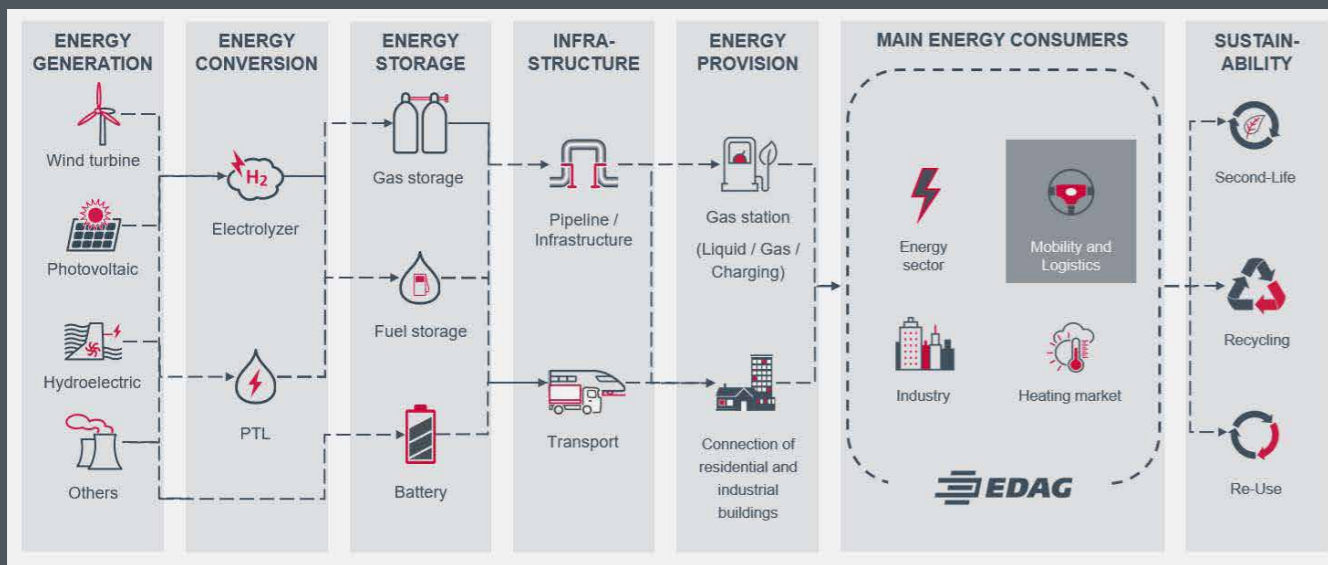 ENERGY
GENERATION
Wind turbine
Photovoltaic
Hydroelectric
Others
ENERGY
CONVERSION
H2
Electrolyzer
PTL
ENERGY
STORAGE
Gas storage
Fuel storage
Battery
INFRA-
STRUCTURE
Pipeline /
Infrastructure
Transport
ENERGY
PROVISION
Gas station
(Liquid / Gas /
Charging)
Connection of
residential and
industrial
buildings
MAIN ENERGY CONSUMERS
Energy
sector
Mobility and
Logistics
Industry
Heating market
EDAG
SUSTAIN-
ABILITY
Second-Life
Recycling
Re-Use